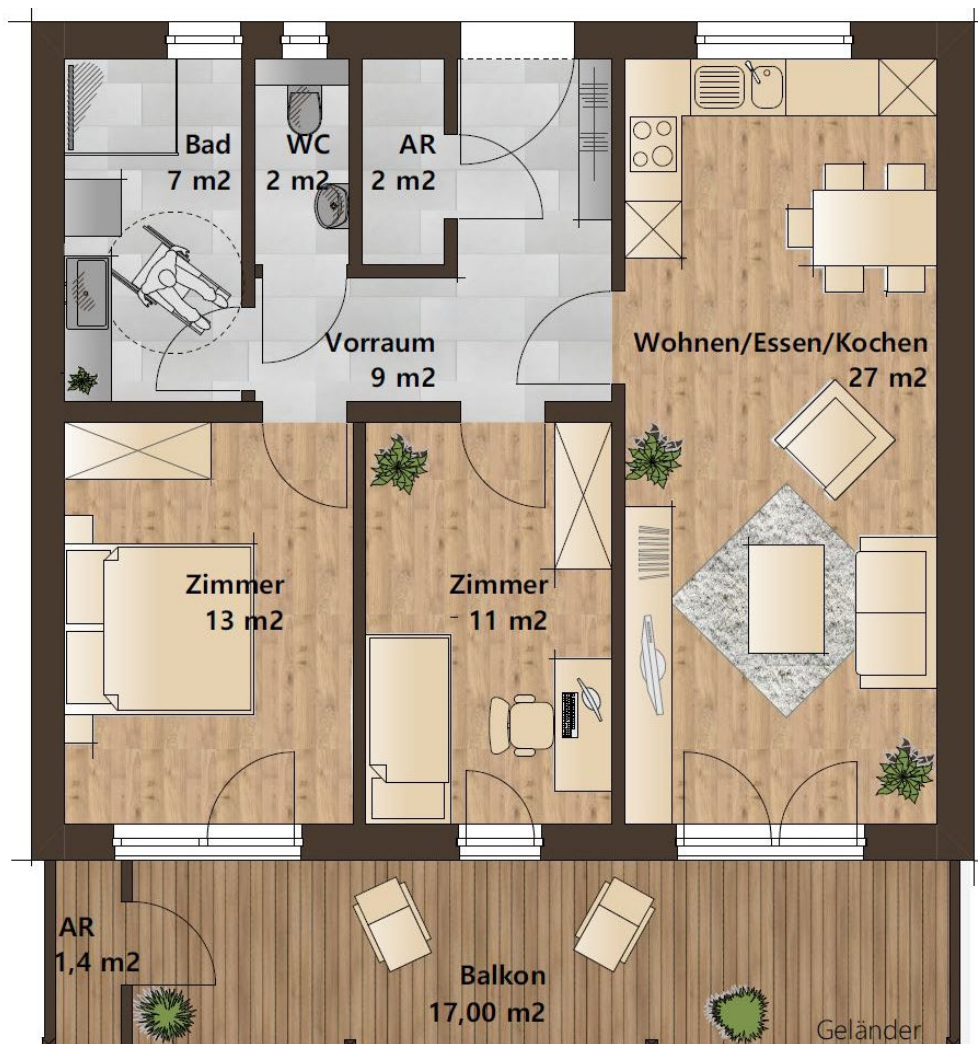 Bad
7 m2
WC
2 m2
AR
2 m2
Vorraum
9 m2
Wohnen/Essen/Kochen
27 m2
Zimmer
13 m2
Zimmer
11 m2
AR
1,4 m2
Balkon
17,00 m2
Geländer